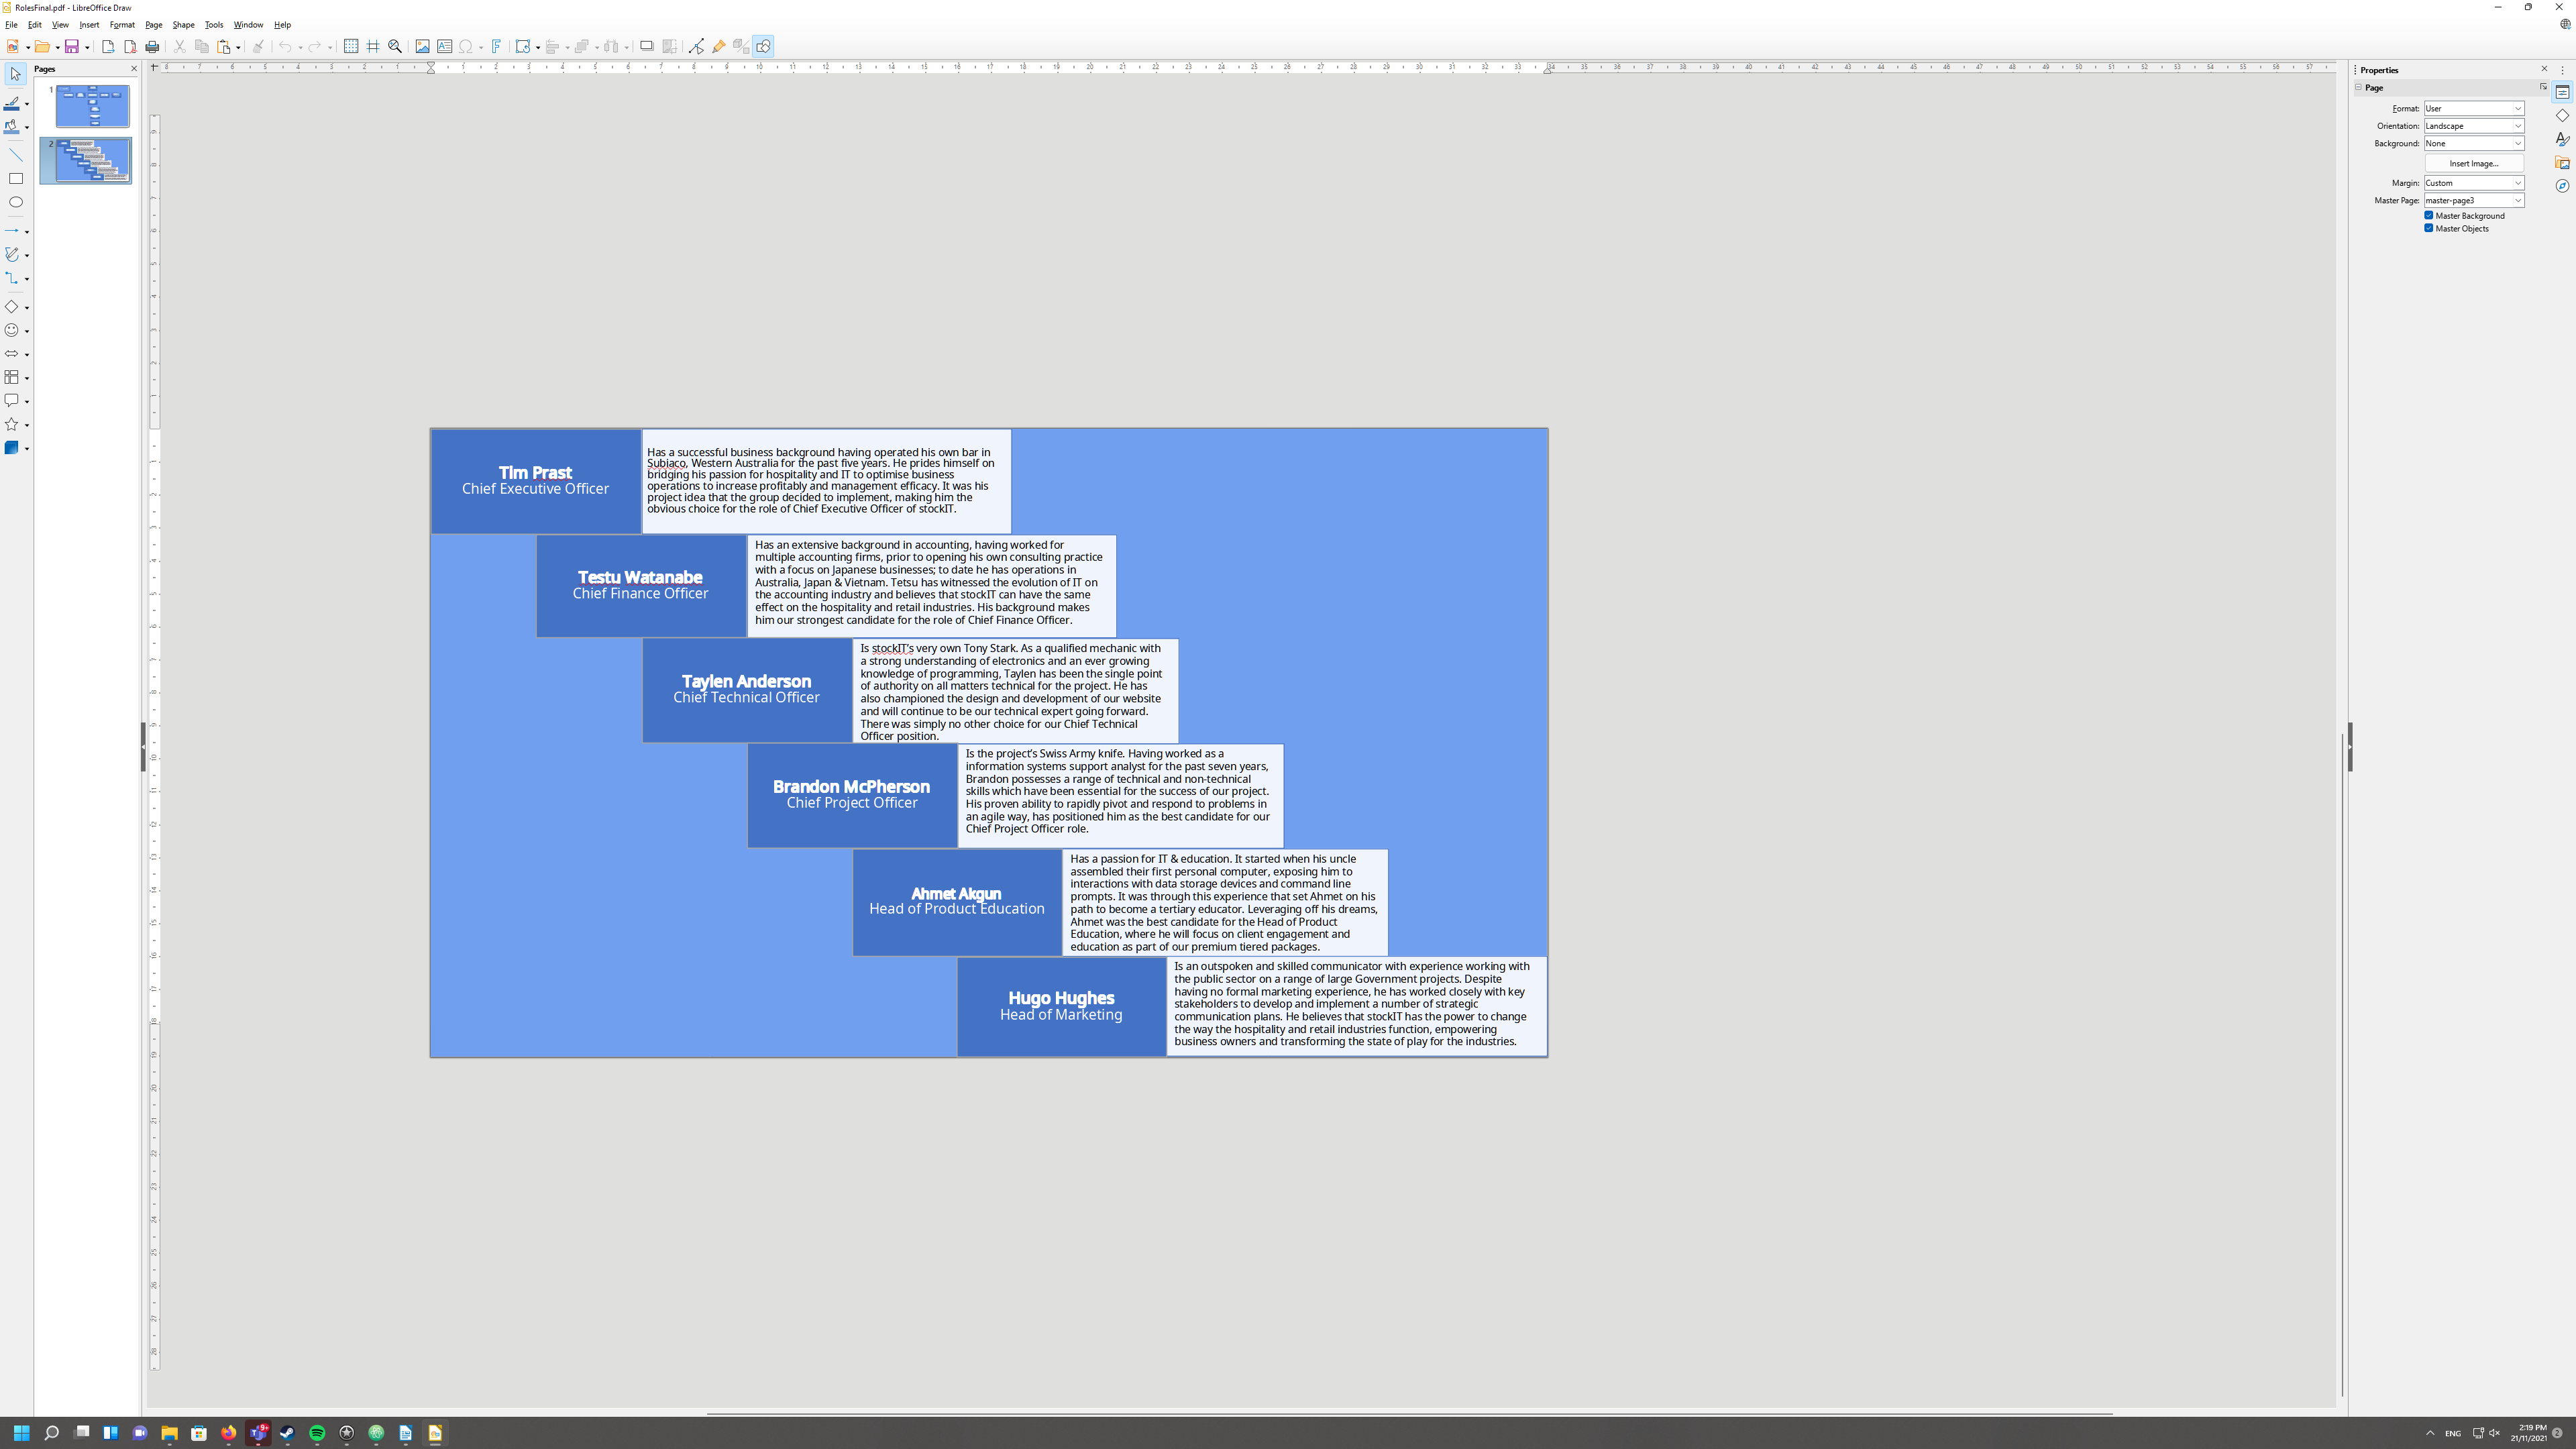 RolesFinal.pdf - LibreOffice Draw
File Edit View Insert Format Page Shape Tools Window Help
Pages
1
2
Tim Prast
Chief Executive Officer
Has a successful business background having operated his own bar in
Subiaco, Western Australia for the past five years. He prides himself on
bridging his passion for hospitality and IT to optimise business
operations to increase profitably and management efficacy. It was his
project idea that the group decided to implement, making him the
obvious choice for the role of Chief Executive Officer of stockIT.
Testu Watanabe
Chief Finance Officer
Has an extensive background in accounting, having worked for
multiple accounting firms, prior to opening his own consulting practice
with a focus on Japanese businesses; to date he has operations in
Australia, Japan & Vietnam. Tetsu has witnessed the evolution of IT on
the accounting industry and believes that stockIT can have the same
effect on the hospitality and retail industries. His background makes
him our strongest candidate for the role of Chief Finance Officer.
Taylen Anderson
Chief Technical Officer
Is stockIT's very own Tony Stark. As a qualified mechanic with
a strong understanding of electronics and an ever growing
knowledge of programming, Taylen has been the single point
of authority on all matters technical for the project. He has
also championed the design and development of our website
and will continue to be our technical expert going forward.
There was simply no other choice for our Chief Technical
Officer position.
Brandon McPherson
Chief Project Officer
Is the project's Swiss Army knife. Having worked as a
information systems support analyst for the past seven years,
Brandon possesses a range of technical and non-technical
skills which have been essential for the success of our project.
His proven ability to rapidly pivot and respond to problems in
an agile way, has positioned him as the best candidate for our
Chief Project Officer role.
Ahmet Akgun
Head of Product Education
Has a passion for IT & education. It started when his uncle
assembled their first personal computer, exposing him to
interactions with data storage devices and command line
prompts. It was through this experience that set Ahmet on his
path to become a tertiary educator. Leveraging off his dreams,
Ahmet was the best candidate for the Head of Product
Education, where he will focus on client engagement and
education as part of our premium tiered packages.
Hugo Hughes
Head of Marketing
Is an outspoken and skilled communicator with experience working with
the public sector on a range of large Government projects. Despite
having no formal marketing experience, he has worked closely with key
stakeholders to develop and implement a number of strategic
communication plans. He believes that stockIT has the power to change
the way the hospitality and retail industries function, empowering
business owners and transforming the state of play for the industries.
Properties
Page
Format: User
Orientation: Landscape
Background: None
Insert Image...
Margin: Custom
Master Page: master-page3
Master Background
Master Objects
ENG
2:19 PM
21/11/2021
2